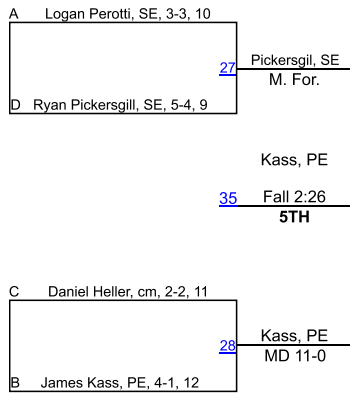 A Logan Perotti, SE, 3-3, 10
27 Pickersgil, SE
M. For.
D Ryan Pickersgill, SE, 5-4, 9
Kass, PE
35 Fall 2:26
5TH
C Daniel Heller, cm, 2-2, 11
28 Kass, PE
MD 11-0
B James Kass, PE, 4-1, 12